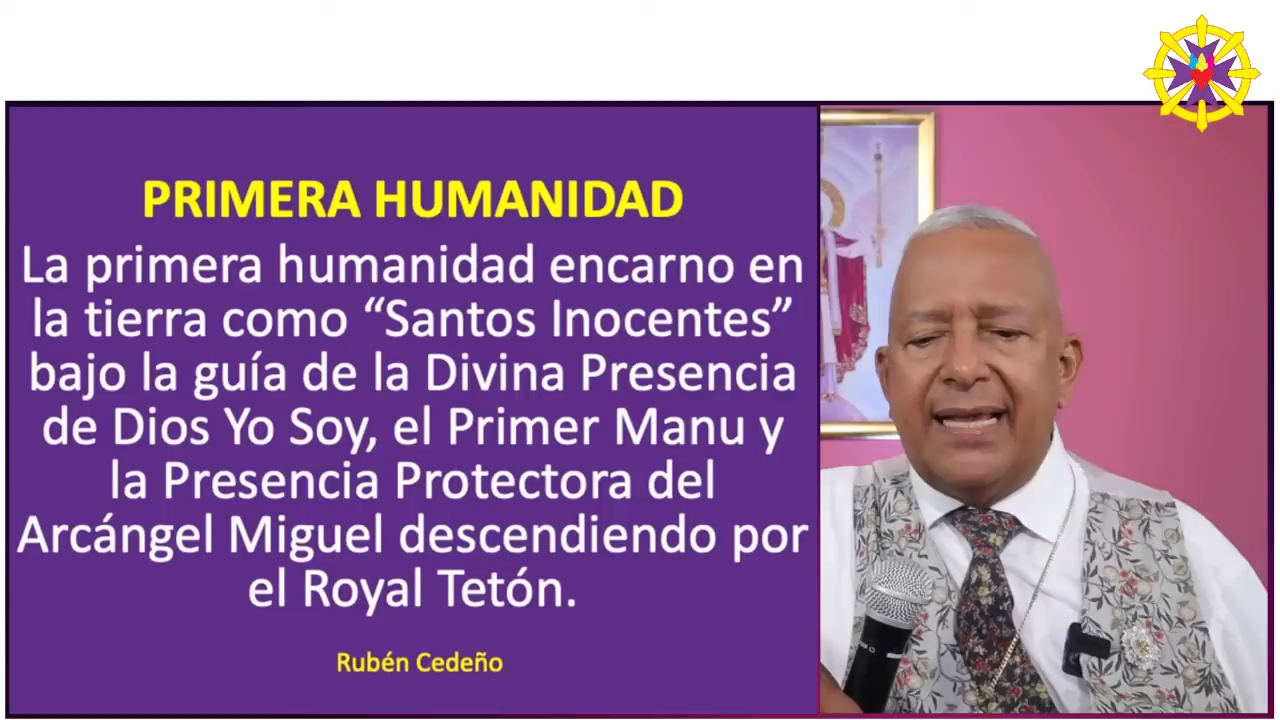 PRIMERA HUMANIDAD
La primera humanidad encarno en
la tierra como “Santos Inocentes”
bajo la guía de la Divina Presencia
de Dios Yo Soy, el Primer Manu y
la Presencia Protectora del
Arcángel Miguel descendiendo por
el Royal Tetón.
Rubén Cedeño